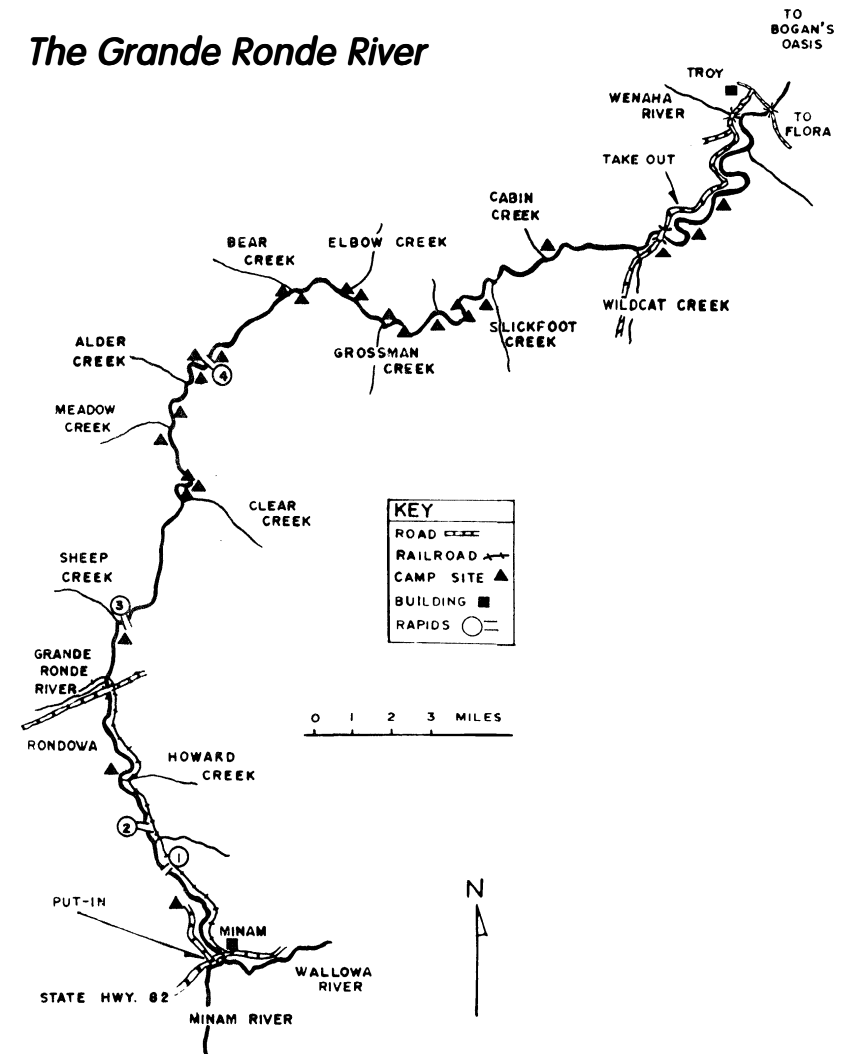 The Grande Ronde River
TO
BOGAN'S
OASIS
TROY
WENAHA
RIVER
TO
FLORA
TAKE OUT
CABIN
CREEK
BEAR
CREEK
ELBOW CREEK
WILDCAT CREEK
SLICKFOOT
CREEK
GROSSMAN
CREEK
ALDER
CREEK
4
MEADOW
CREEK
CLEAR
CREEK
KEY
ROAD
RAILROAD
CAMP SITE
BUILDING
RAPIDS
SHEEP
CREEK
3
GRANDE
RONDE
RIVER
0 1 2 3 MILES
RONDOWA
HOWARD
CREEK
2
1
PUT-IN
N
MINAM
WALLOWA
RIVER
STATE HWY. 82
MINAM RIVER